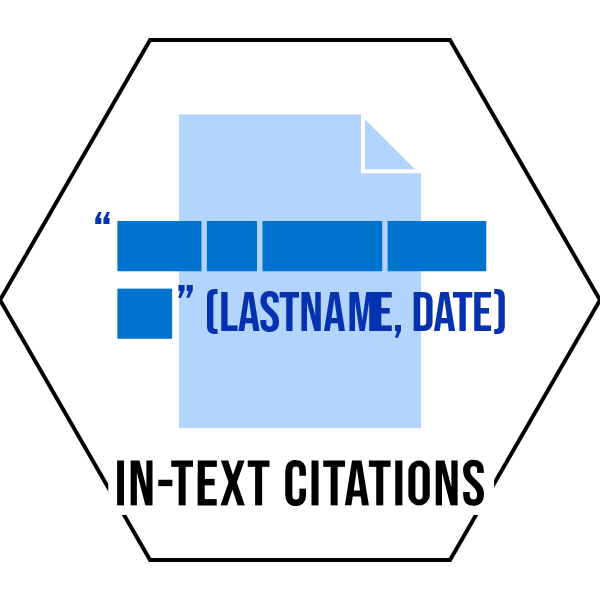 “
” (LASTNAME, DATE)
IN-TEXT CITATIONS